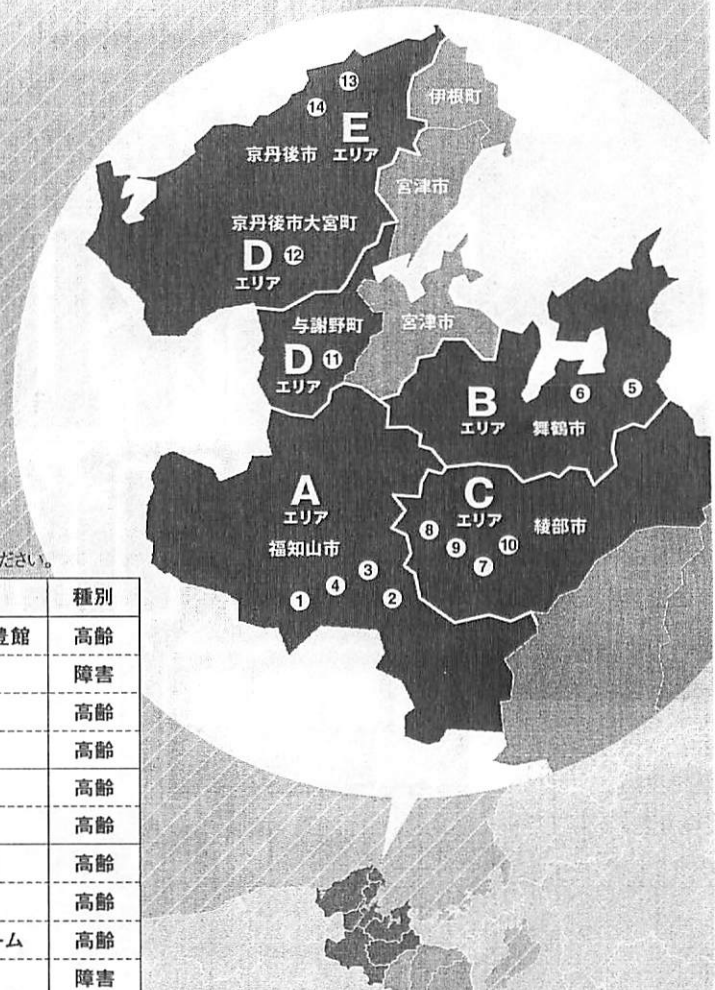 ⑬
伊根町
⑭
E
エリア
京丹後市
宮津市
京丹後市大宮町
D
エリア
⑫
与謝野町
宮津市
D
エリア
⑪
B
エリア
舞鶴市
⑥
⑤
A
エリア
福知山市
C
エリア
綾部市
⑧
⑨
⑩
⑦
③
④
①
②
ださい。
種別
豊館 高齢
障害
高齢
高齢
高齢
高齢
高齢
高齢
ーム 高齢
障害